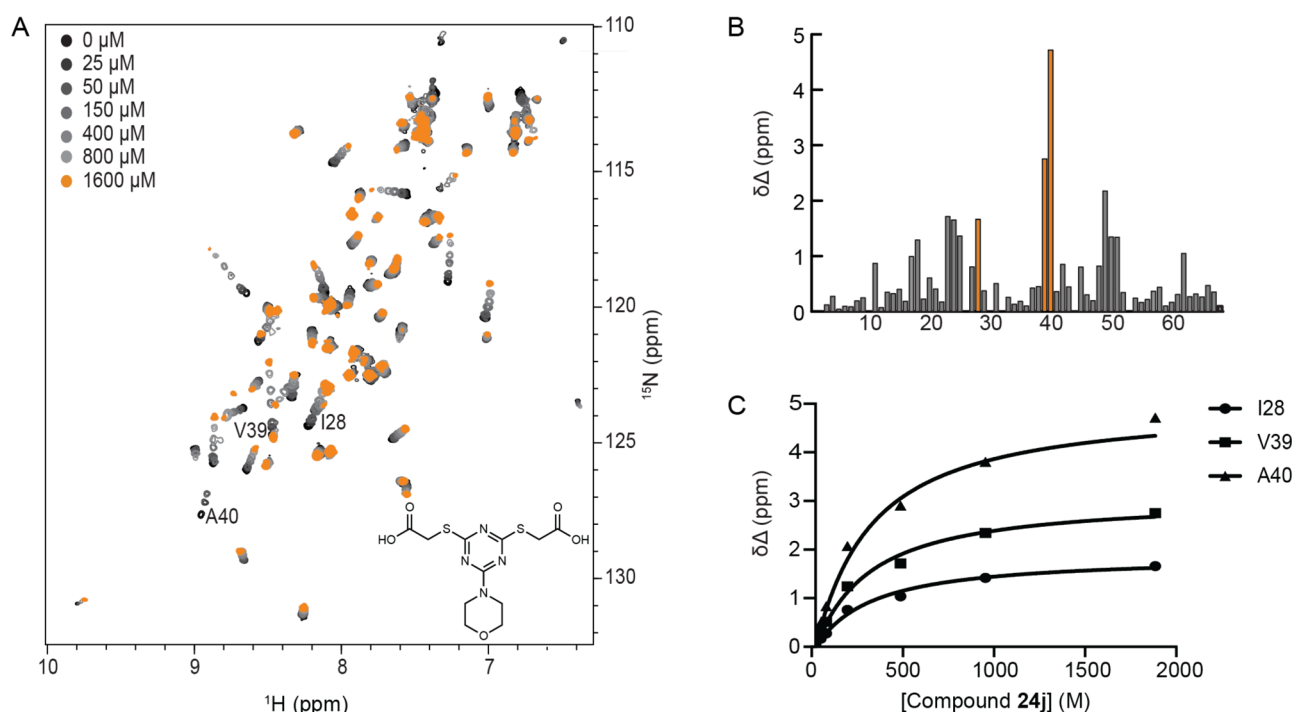 A
0 µM
25 µM
50 µM
150 µM
400 µM
800 µM
1600 µM
V39
I28
A40
O
HO
S
N
S
O
OH
N
N
N
O
110
115
120
125
130
¹⁵N (ppm)
10
9
8
7
¹H (ppm)
B
5
4
3
2
1
0
δΔ (ppm)
10
20
30
40
50
60
C
5
4
3
2
1
0
δΔ (ppm)
0
500
1000
1500
2000
[Compound 24j] (M)
I28
V39
A40